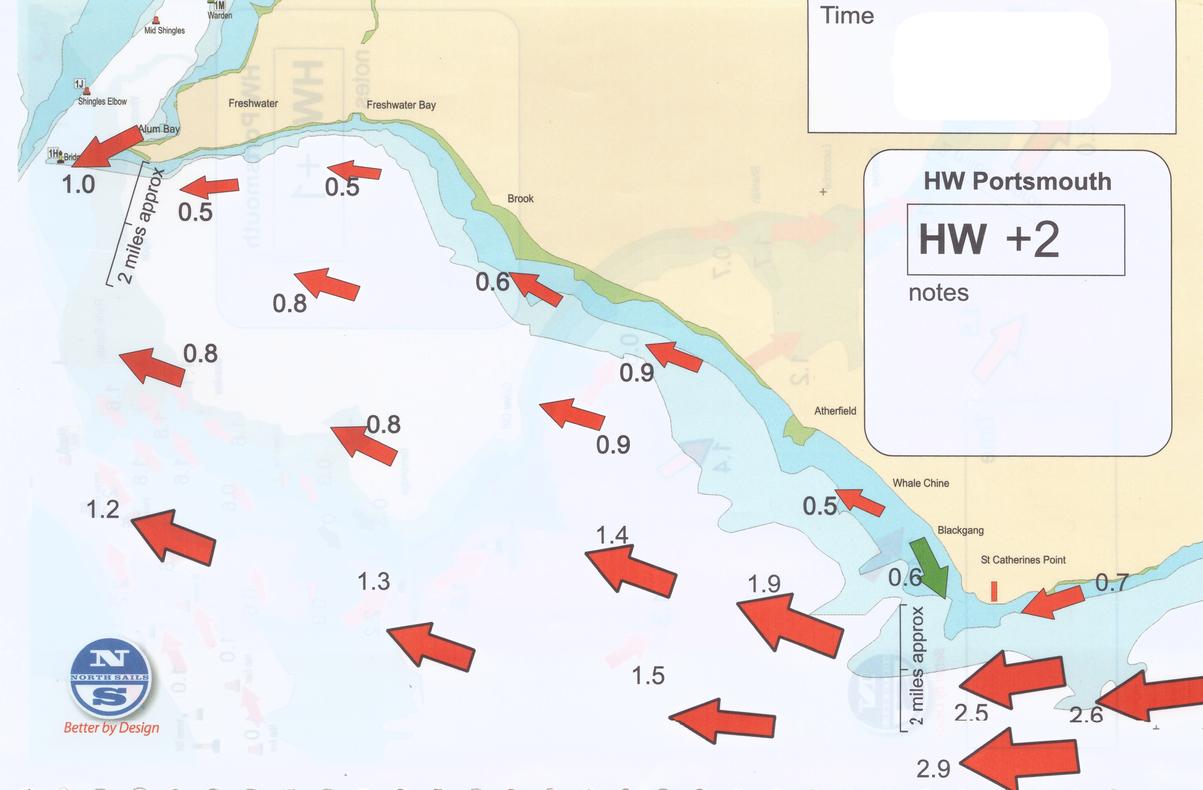 Time
1M
Warden
Mid Shingles
1J
Shingles Elbow
Freshwater
Freshwater Bay
Alum Bay
1H
1.0
0.5
0.5
2 miles approx
Brook
HW Portsmouth
HW +2
notes
0.6
0.8
0.8
0.9
0.8
0.9
Atherfield
Whale Chine
0.5
1.2
Blackgang
1.4
St Catherines Point
0.6
0.7
1.3
1.9
2 miles approx
1.5
N
NORTH SAILS
S
Better by Design
2.5
2.6
2.9